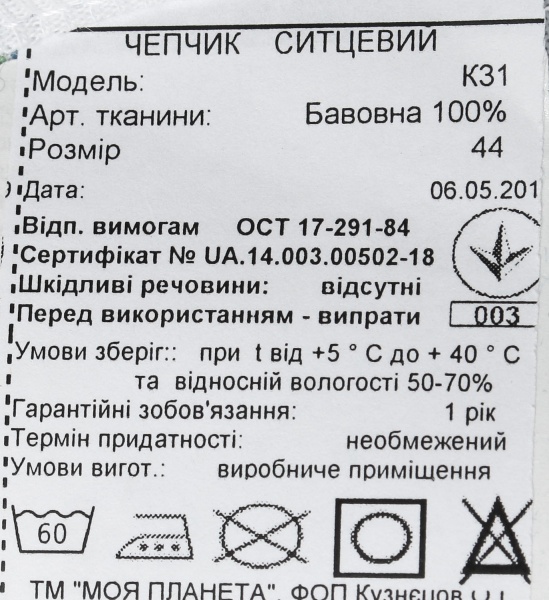 ЧЕПЧИК СИТЦЕВИЙ
Модель: К31
Арт. тканини: Бавовна 100%
Розмір 44
Дата: 06.05.201
Відп. вимогам ОСТ 17-291-84
Сертифікат № UA.14.003.00502-18
Шкідливі речовини: відсутні
Перед використанням - випрати 003
Умови зберіг:: при t від +5 ° С до + 40 ° С
та відносній вологості 50-70%
Гарантійні зобов'язання: 1 рік
Термін придатності: необмежений
Умови вигот.: виробниче приміщення
60
ТМ "МОЯ ПЛАНЕТА", ФОП Кузнєцов